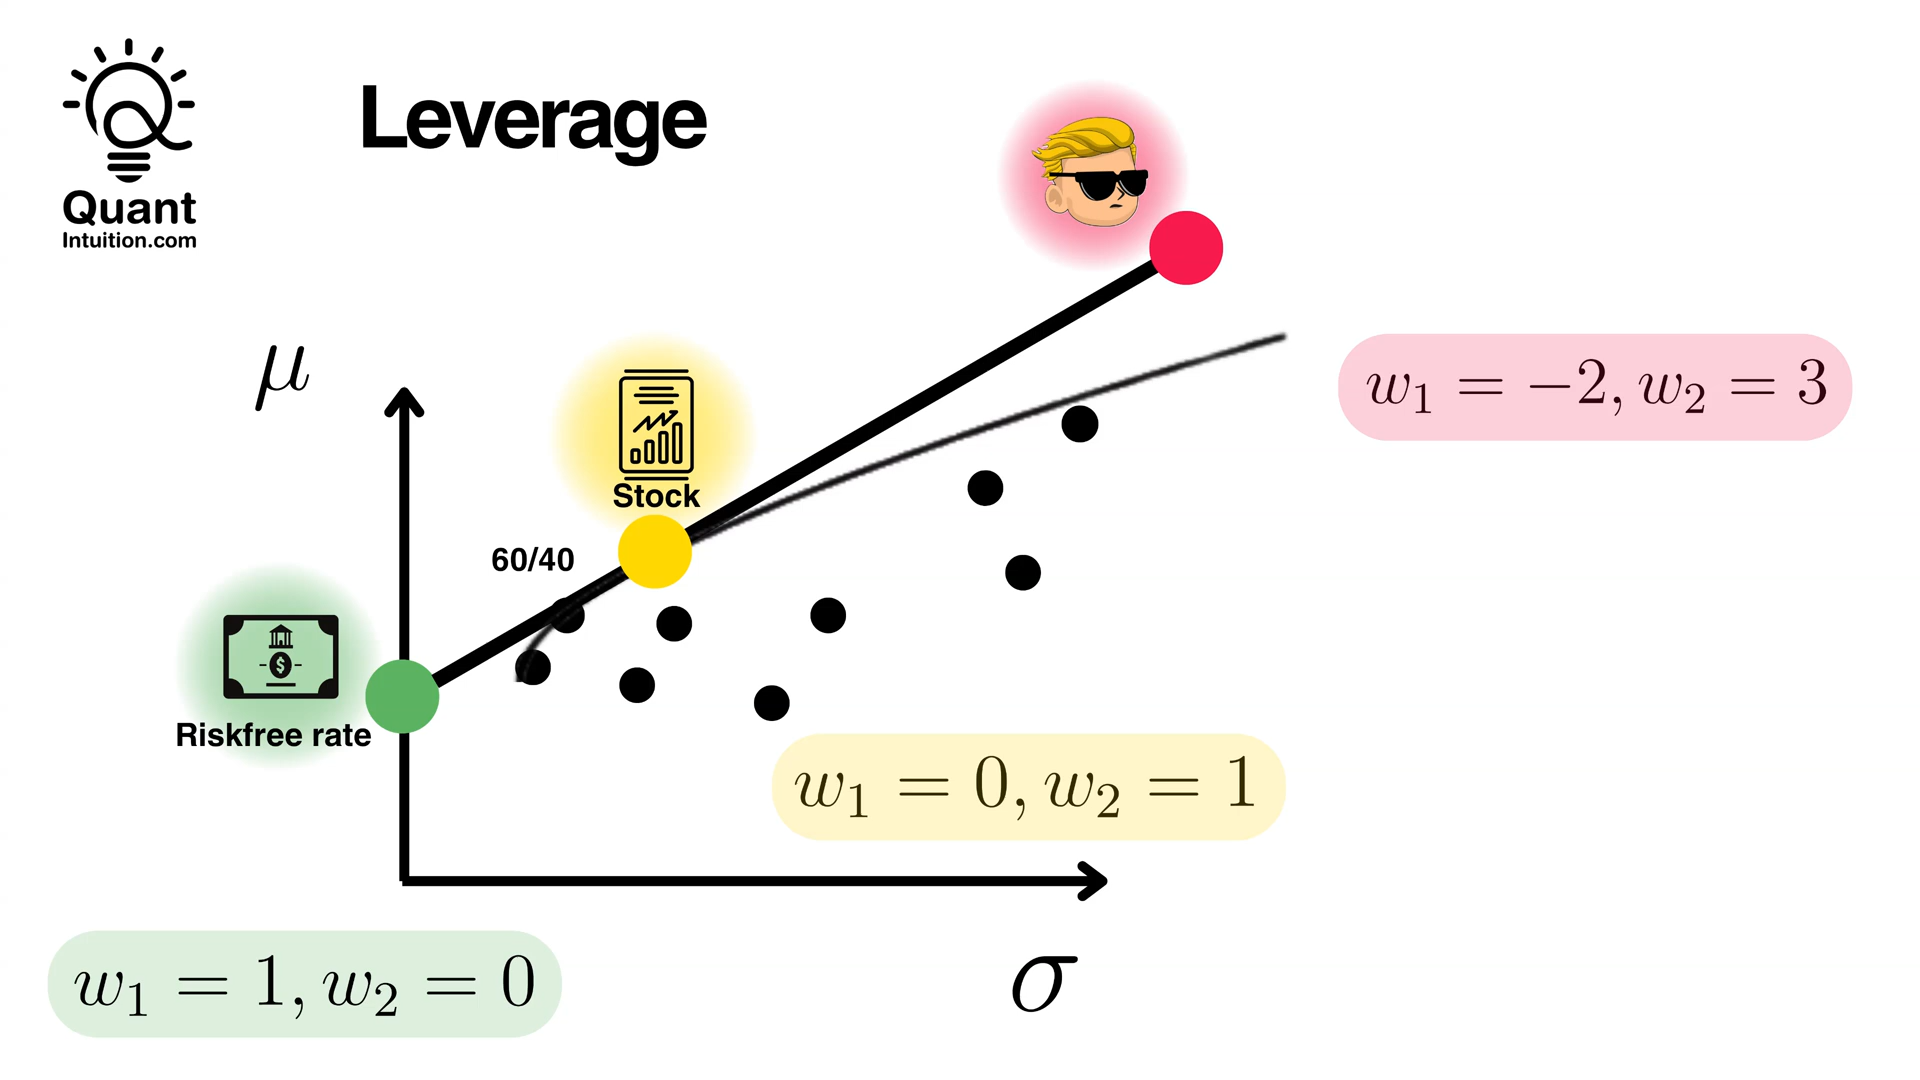 Quant
Intuition.com
Leverage
μ
w₁ = −2, w₂ = 3
Stock
60/40
$
Riskfree rate
w₁ = 0, w₂ = 1
w₁ = 1, w₂ = 0
σ